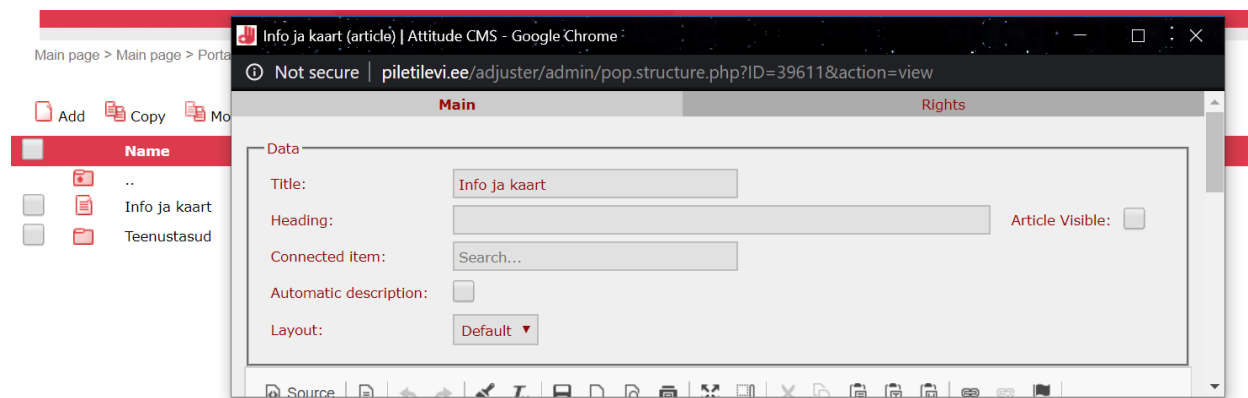 Info ja kaart (article) | Attitude CMS - Google Chrome
Not secure | piletilevi.ee/adjuster/admin/pop.structure.php?ID=39611&action=view
Main page > Main page > Porta
Add Copy Mo
Name
..
Info ja kaart
Teenustasud
Main Rights
Data
Title: Info ja kaart
Heading: Article Visible:
Connected item: Search...
Automatic description:
Layout: Default
Source